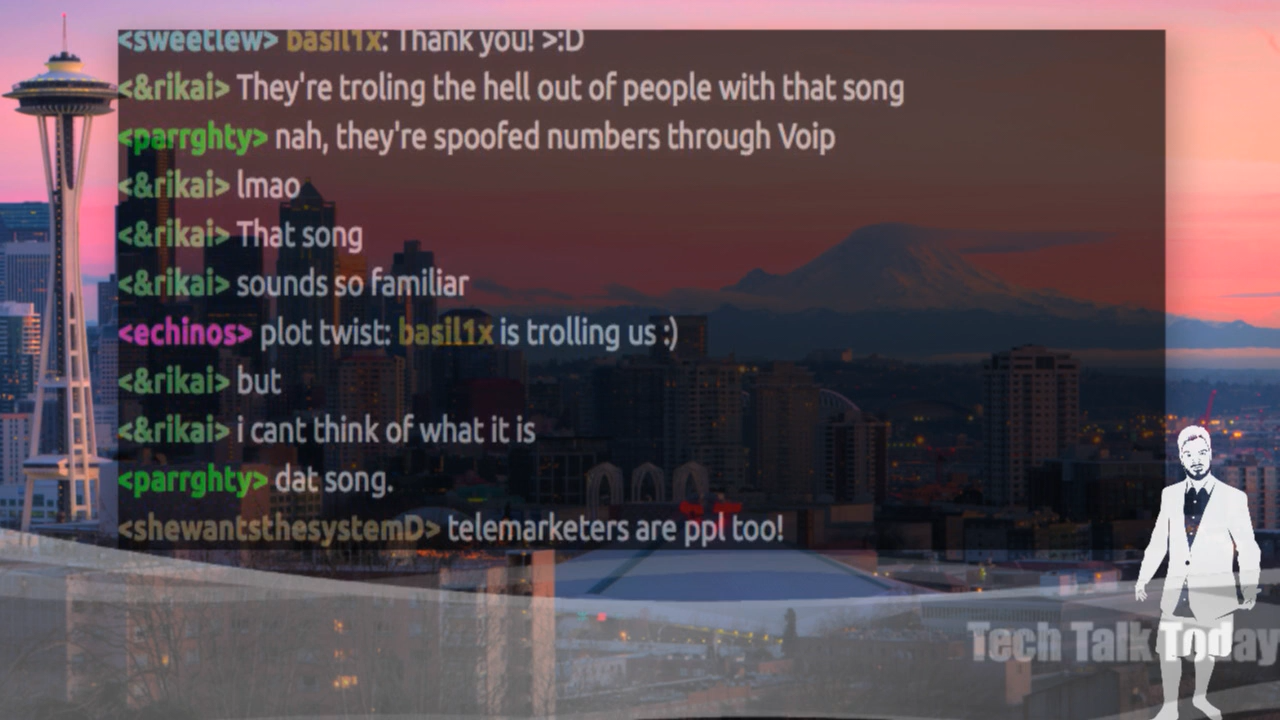 <sweetlew> basil1x: Thank you! >:D
<&rikai> They're troling the hell out of people with that song
<parrghty> nah, they're spoofed numbers through Voip
<&rikai> lmao
<&rikai> That song
<&rikai> sounds so familiar
<echinos> plot twist: basil1x is trolling us :)
<&rikai> but
<&rikai> i cant think of what it is
<parrghty> dat song.
<shewantsthesystemD> telemarketers are ppl too!
Tech Talk Today